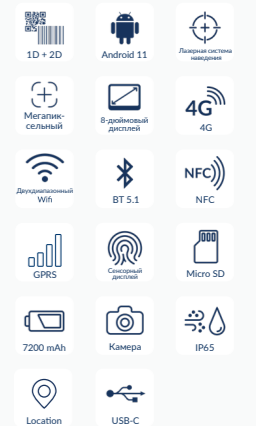 1D + 2D
Android 11
Лазерная система
наведения
Мегапик-
сельный
8-дюймовый
дисплей
4G
4G
Двухдиапазонный
Wifi
BT 5.1
NFC
NFC
GPRS
Сенсорный
дисплей
Micro SD
7200 mAh
Камера
IP65
Location
USB-C